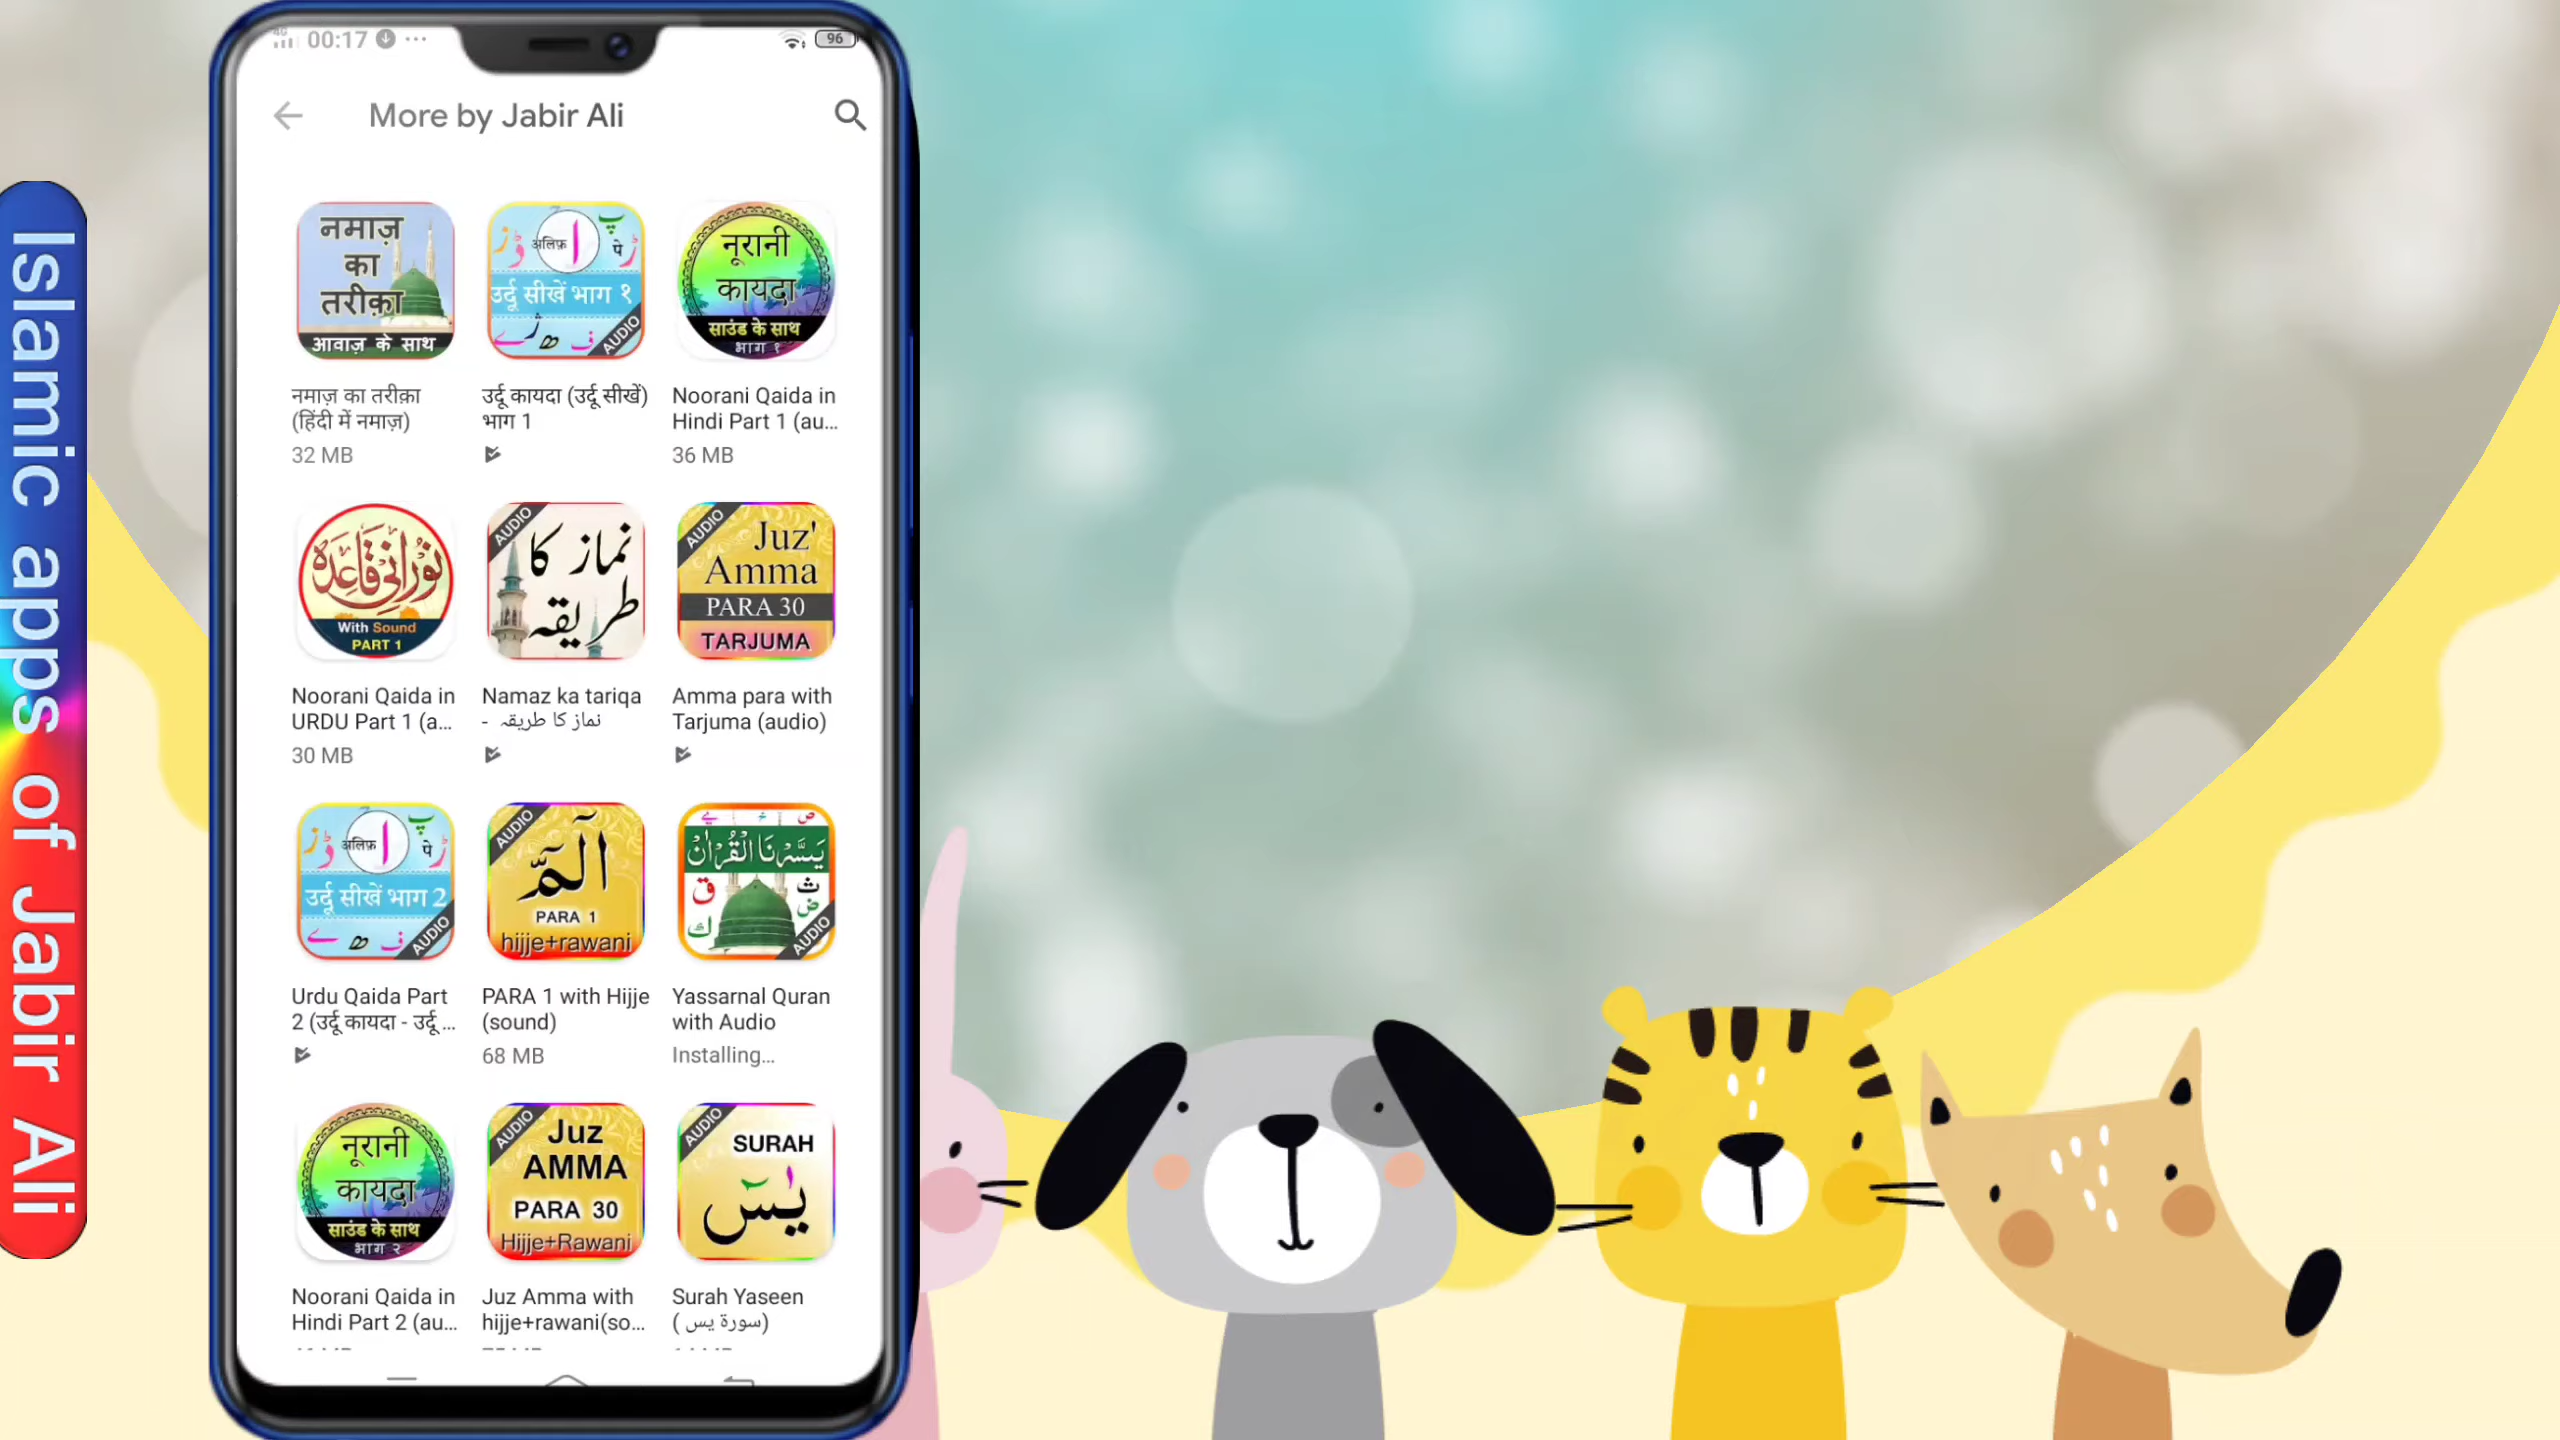 Islamic apps of Jabir Ali
4G 00:17 96
More by Jabir Ali
नमाज़
का
तरीक़ा
आवाज़ के साथ
अलिफ़ ا پ पे ز ڈ ڑ
उर्दू सीखें भाग १
AUDIO
नूरानी
कायदा
साउंड के साथ
भाग १
नमाज़ का तरीक़ा
(हिंदी में नमाज़)
32 MB
उर्दू कायदा (उर्दू सीखें)
भाग 1
Noorani Qaida in
Hindi Part 1 (au...
36 MB
نورانی قاعدہ
With Sound
PART 1
AUDIO
نماز کا
طریقہ
AUDIO
Juz'
Amma
PARA 30
TARJUMA
Noorani Qaida in
URDU Part 1 (a...
30 MB
Namaz ka tariqa
- نماز کا طریقہ
Amma para with
Tarjuma (audio)
अलिफ़ ا پ पे ز ڈ ڑ
उर्दू सीखें भाग 2
ے ھ ف
AUDIO
AUDIO
الٓمّٓ
PARA 1
hijje+rawani
یَسَّرْنَا الْقُرْاٰنَ
ق ث ض ك
AUDIO
Urdu Qaida Part
2 (उर्दू कायदा - उर्दू ...
PARA 1 with Hijje
(sound)
68 MB
Yassarnal Quran
with Audio
Installing...
नूरानी
कायदा
साउंड के साथ
भाग २
AUDIO
Juz
AMMA
PARA 30
Hijje+Rawani
AUDIO
SURAH
یٰسٓ
Noorani Qaida in
Hindi Part 2 (au...
Juz Amma with
hijje+rawani(so...
Surah Yaseen
(سورة يس )